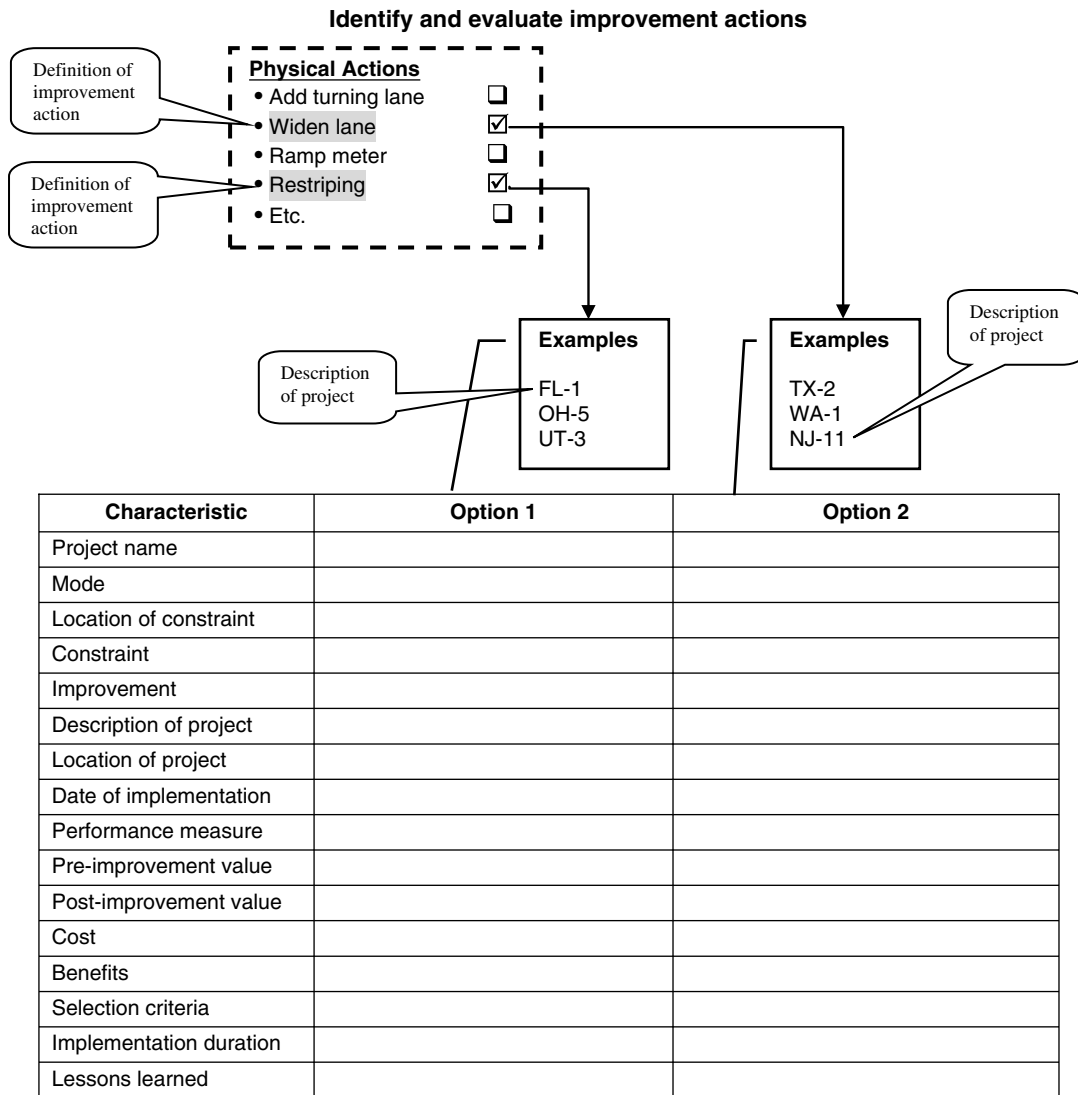 Identify and evaluate improvement actions
Definition of
improvement
action
Physical Actions
• Add turning lane ❑
• Widen lane ☑
• Ramp meter ❑
• Restriping ☑
• Etc. ❑
Definition of
improvement
action
Description
of project
Examples
FL-1
OH-5
UT-3
Examples
TX-2
WA-1
NJ-11
Description
of project
Characteristic Option 1 Option 2
Project name
Mode
Location of constraint
Constraint
Improvement
Description of project
Location of project
Date of implementation
Performance measure
Pre-improvement value
Post-improvement value
Cost
Benefits
Selection criteria
Implementation duration
Lessons learned